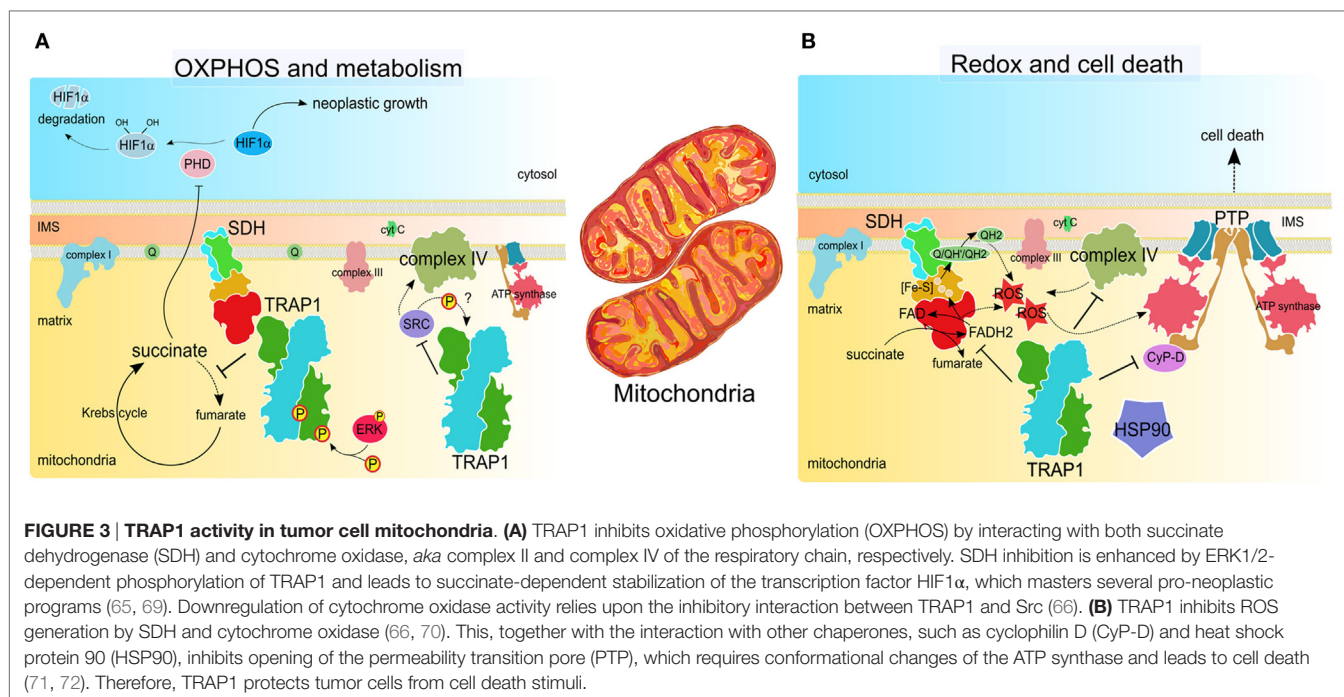 A
OXPHOS and metabolism
HIF1α
degradation
OH
OH
HIF1α
HIF1α
neoplastic growth
PHD
cytosol
IMS
SDH
cyt C
complex I
Q
Q
complex III
complex IV
ATP synthase
matrix
TRAP1
P
?
SRC
succinate
Krebs cycle
fumarate
P
P
ERK
P
P
TRAP1
mitochondria
Mitochondria
B
Redox and cell death
cell death
cytosol
PTP
IMS
SDH
cyt C
complex I
QH2
Q/QH•/QH2
complex III
complex IV
[Fe-S]
ROS
ROS
ATP synthase
matrix
FAD
FADH2
succinate
fumarate
CyP-D
HSP90
TRAP1
mitochondria
FIGURE 3 | TRAP1 activity in tumor cell mitochondria. (A) TRAP1 inhibits oxidative phosphorylation (OXPHOS) by interacting with both succinate
dehydrogenase (SDH) and cytochrome oxidase, aka complex II and complex IV of the respiratory chain, respectively. SDH inhibition is enhanced by ERK1/2-
dependent phosphorylation of TRAP1 and leads to succinate-dependent stabilization of the transcription factor HIF1α, which masters several pro-neoplastic
programs (65, 69). Downregulation of cytochrome oxidase activity relies upon the inhibitory interaction between TRAP1 and Src (66). (B) TRAP1 inhibits ROS
generation by SDH and cytochrome oxidase (66, 70). This, together with the interaction with other chaperones, such as cyclophilin D (CyP-D) and heat shock
protein 90 (HSP90), inhibits opening of the permeability transition pore (PTP), which requires conformational changes of the ATP synthase and leads to cell death
(71, 72). Therefore, TRAP1 protects tumor cells from cell death stimuli.